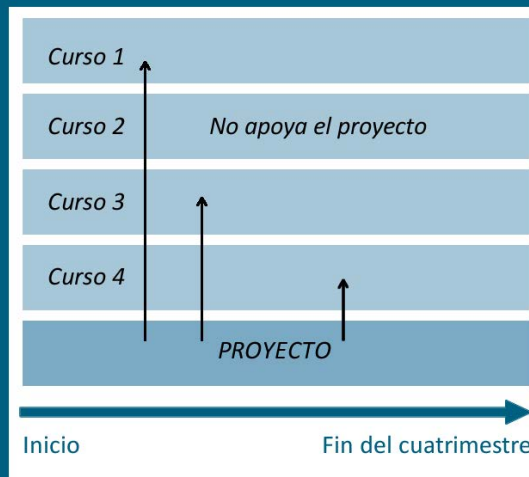 Curso 1
Curso 2
No apoya el proyecto
Curso 3
Curso 4
PROYECTO
Inicio
Fin del cuatrimestre